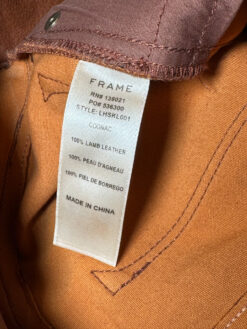 FRAME
RN# 138021
PO# 536300
STYLE: LHSRL001
COGNAC
100% LAMB LEATHER
100% PEAU D'AGNEAU
100% PIEL DE BORREGO
MADE IN CHINA